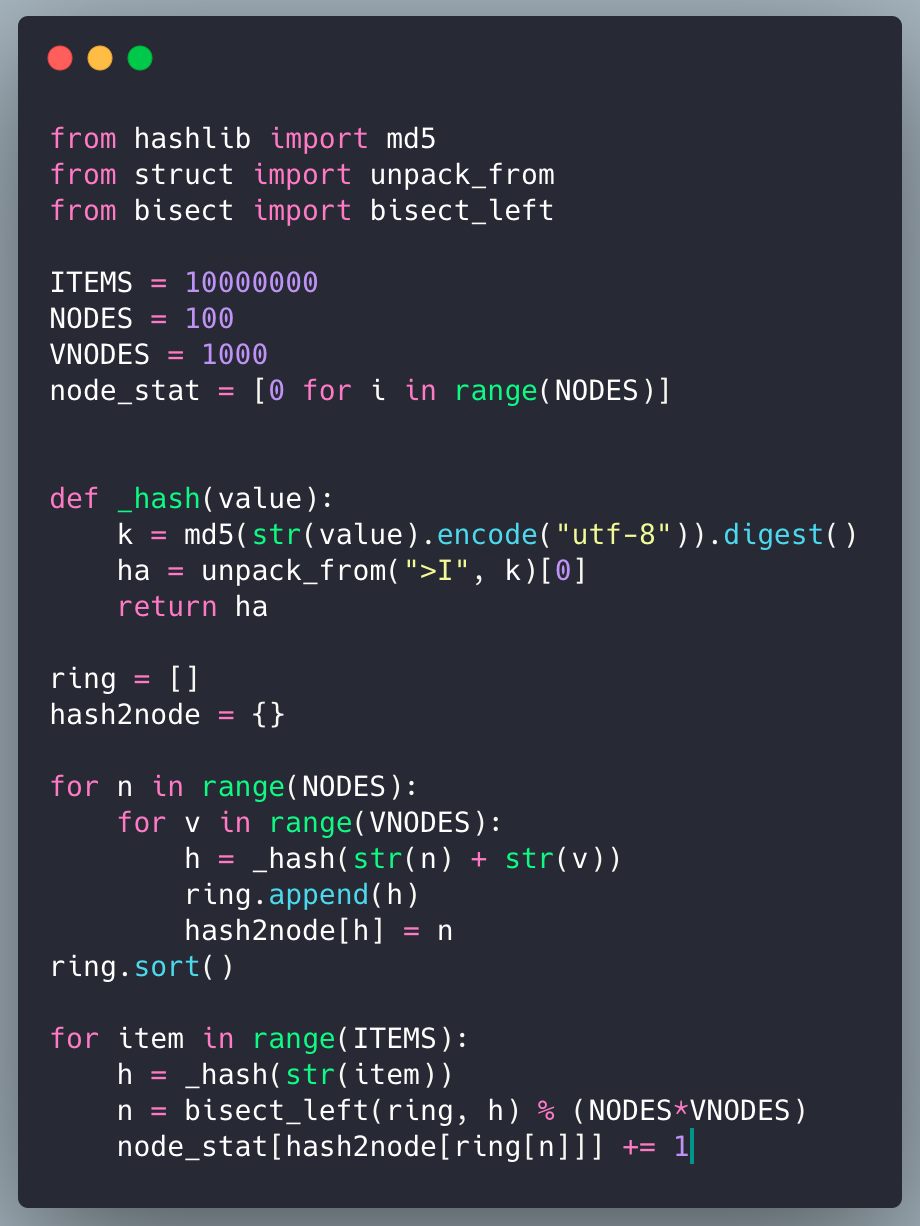 from hashlib import md5
from struct import unpack_from
from bisect import bisect_left
ITEMS = 10000000
NODES = 100
VNODES = 1000
node_stat = [0 for i in range(NODES)]
def _hash(value):
    k = md5(str(value).encode("utf-8")).digest()
    ha = unpack_from(">I", k)[0]
    return ha
ring = []
hash2node = {}
for n in range(NODES):
    for v in range(VNODES):
        h = _hash(str(n) + str(v))
        ring.append(h)
        hash2node[h] = n
ring.sort()
for item in range(ITEMS):
    h = _hash(str(item))
    n = bisect_left(ring, h) % (NODES*VNODES)
    node_stat[hash2node[ring[n]]] += 1